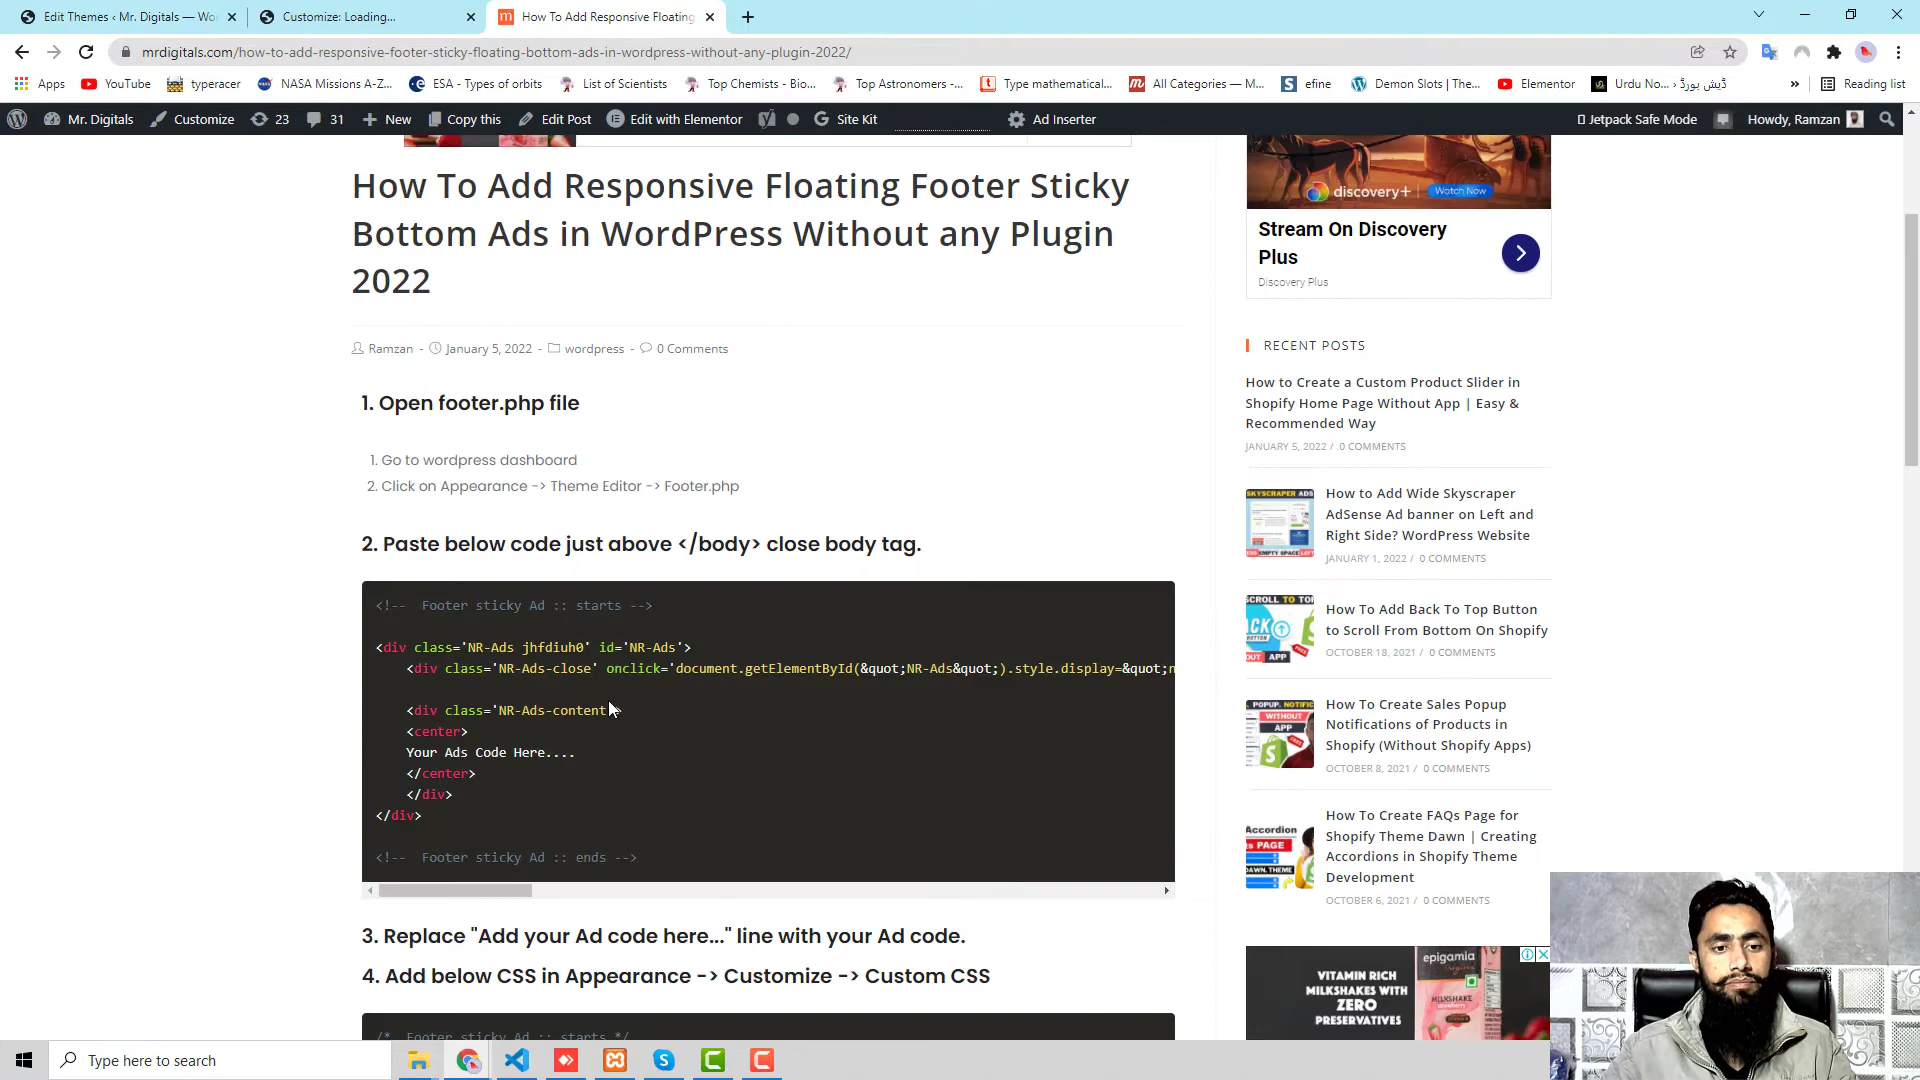 Edit Themes ‹ Mr. Digitals — Wo
Customize: Loading...
How To Add Responsive Floating
mrdigitals.com/how-to-add-responsive-footer-sticky-floating-bottom-ads-in-wordpress-without-any-plugin-2022/
Apps
YouTube
typeracer
NASA Missions A-Z...
ESA - Types of orbits
List of Scientists
Top Chemists - Bio...
Top Astronomers -...
Type mathematical...
All Categories — M...
efine
Demon Slots | The...
Elementor
Urdu No... › ڈیش بورڈ
»
Reading list
Mr. Digitals
Customize
23
31
New
Copy this
Edit Post
Edit with Elementor
Site Kit
Ad Inserter
Jetpack Safe Mode
Howdy, Ramzan
How To Add Responsive Floating Footer Sticky
Bottom Ads in WordPress Without any Plugin
2022
Ramzan - January 5, 2022 - wordpress - 0 Comments
1. Open footer.php file
1. Go to wordpress dashboard
2. Click on Appearance -> Theme Editor -> Footer.php
2. Paste below code just above </body> close body tag.
<!--  Footer sticky Ad :: starts -->
<div class='NR-Ads jhfdiuh0' id='NR-Ads'>
<div class='NR-Ads-close' onclick='document.getElementById(&quot;NR-Ads&quot;).style.display=&quot;n
<div class='NR-Ads-content'>
<center>
Your Ads Code Here....
</center>
</div>
</div>
<!--  Footer sticky Ad :: ends -->
3. Replace "Add your Ad code here..." line with your Ad code.
4. Add below CSS in Appearance -> Customize -> Custom CSS
/*  Footer sticky Ad :: starts */
discovery+
Watch Now
Stream On Discovery
Plus
Discovery Plus
RECENT POSTS
How to Create a Custom Product Slider in
Shopify Home Page Without App | Easy &
Recommended Way
JANUARY 5, 2022 / 0 COMMENTS
SKYSCRAPER ADS
How to Add Wide Skyscraper
AdSense Ad banner on Left and
Right Side? WordPress Website
JANUARY 1, 2022 / 0 COMMENTS
SCROLL TO TOP
How To Add Back To Top Button
to Scroll From Bottom On Shopify
OCTOBER 18, 2021 / 0 COMMENTS
How To Create Sales Popup
Notifications of Products in
Shopify (Without Shopify Apps)
OCTOBER 8, 2021 / 0 COMMENTS
Accordion
How To Create FAQs Page for
Shopify Theme Dawn | Creating
Accordions in Shopify Theme
Development
OCTOBER 6, 2021 / 0 COMMENTS
VITAMIN RICH
MILKSHAKES WITH
ZERO
PRESERVATIVES
epigamia
MILKSHAKE
Type here to search